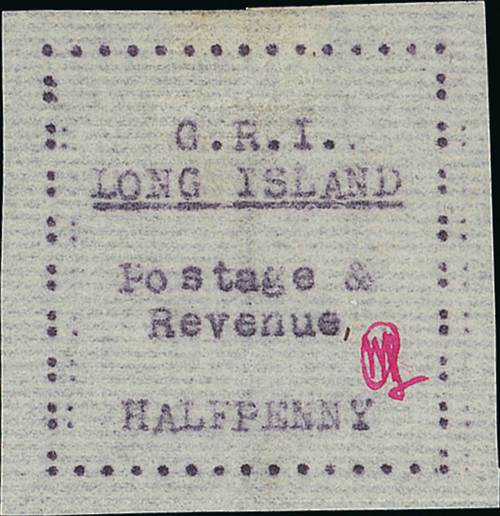 G.R.I.
LONG ISLAND
Postage &
Revenue,
HALFPENNY